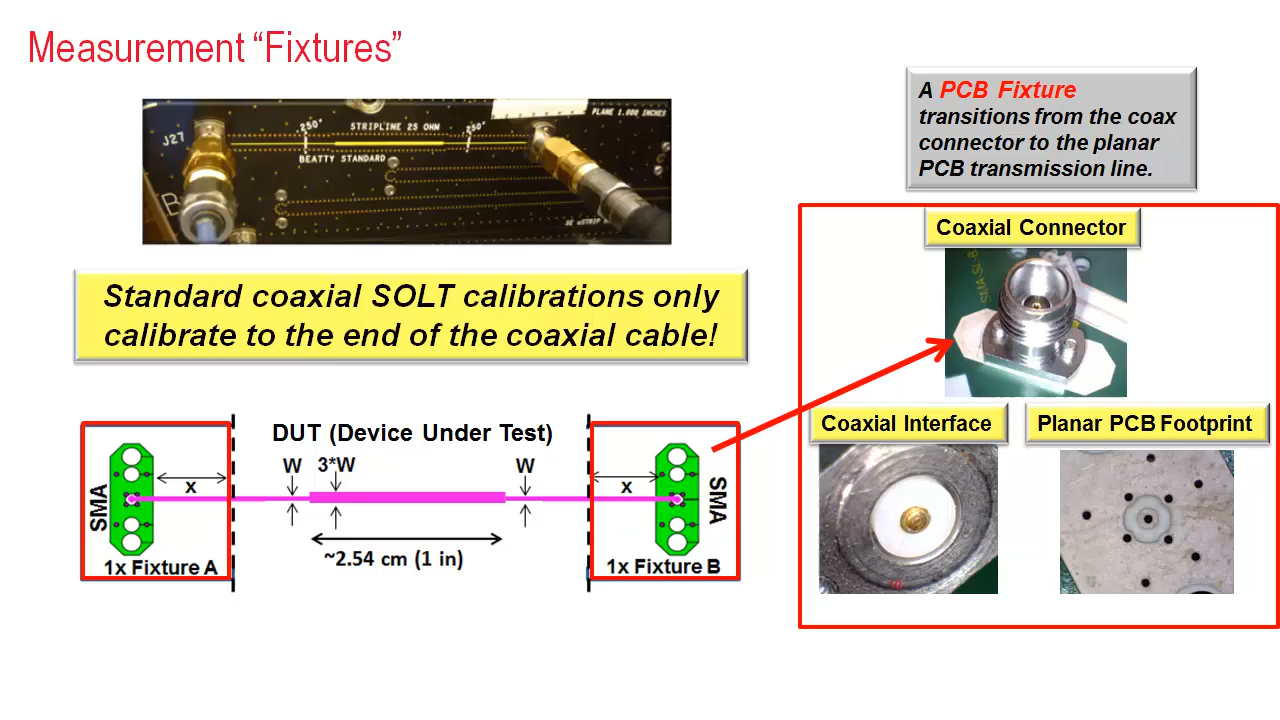 Measurement “Fixtures”
J27
.250"
STRIPLINE 25 OHM
.250"
PLANE 1.000 INCHES
BEATTY STANDARD
B
A PCB Fixture
transitions from the coax
connector to the planar
PCB transmission line.
Standard coaxial SOLT calibrations only
calibrate to the end of the coaxial cable!
Coaxial Connector
SMA-SL-B
Coaxial Interface
Planar PCB Footprint
DUT (Device Under Test)
W
3*W
W
x
x
SMA
SMA
~2.54 cm (1 in)
1x Fixture A
1x Fixture B